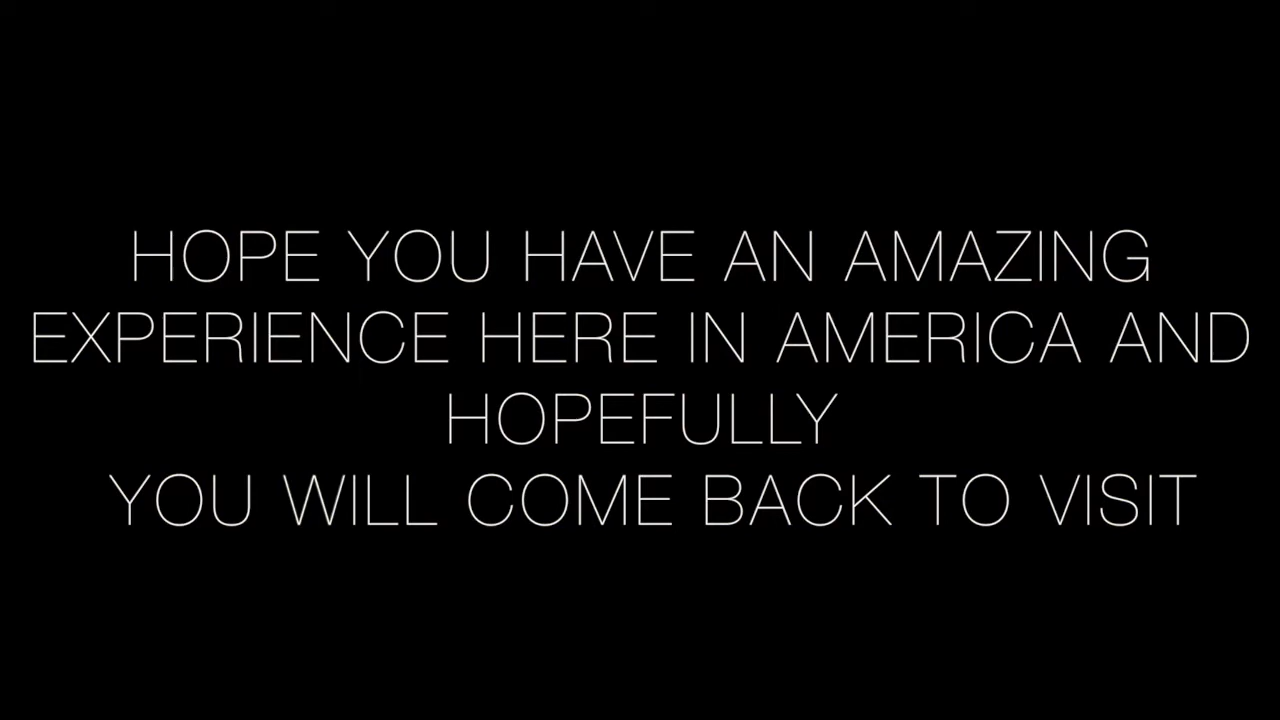 HOPE YOU HAVE AN AMAZING
EXPERIENCE HERE IN AMERICA AND
HOPEFULLY
YOU WILL COME BACK TO VISIT